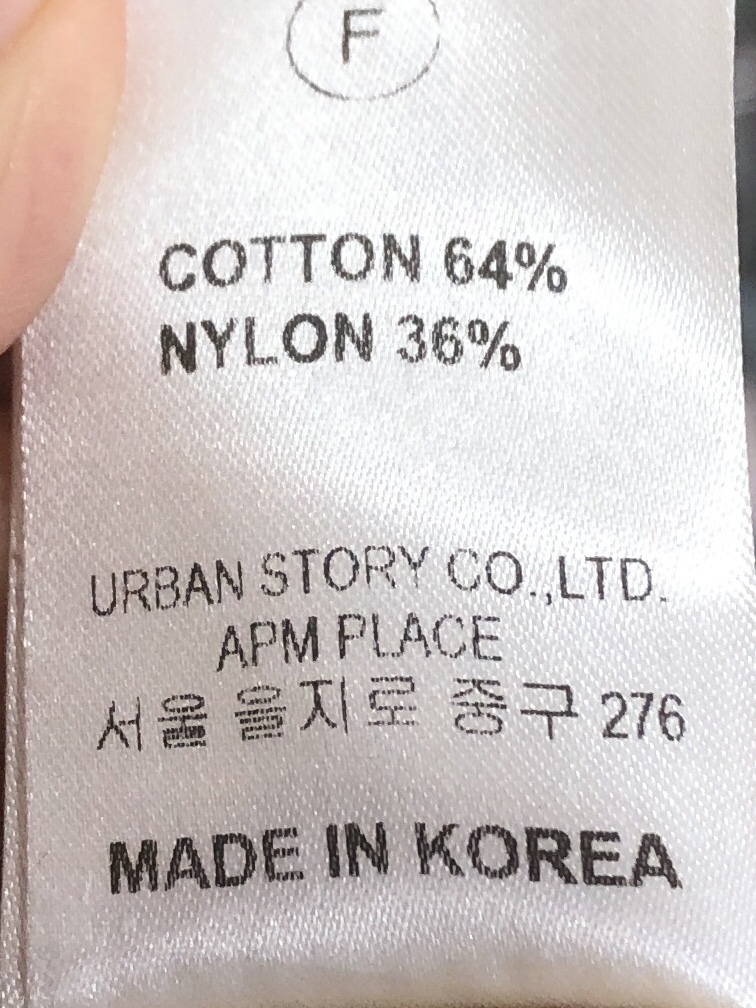 F
COTTON 64%
NYLON 36%
URBAN STORY CO.,LTD.
APM PLACE
서울 을지로 중구 276
MADE IN KOREA